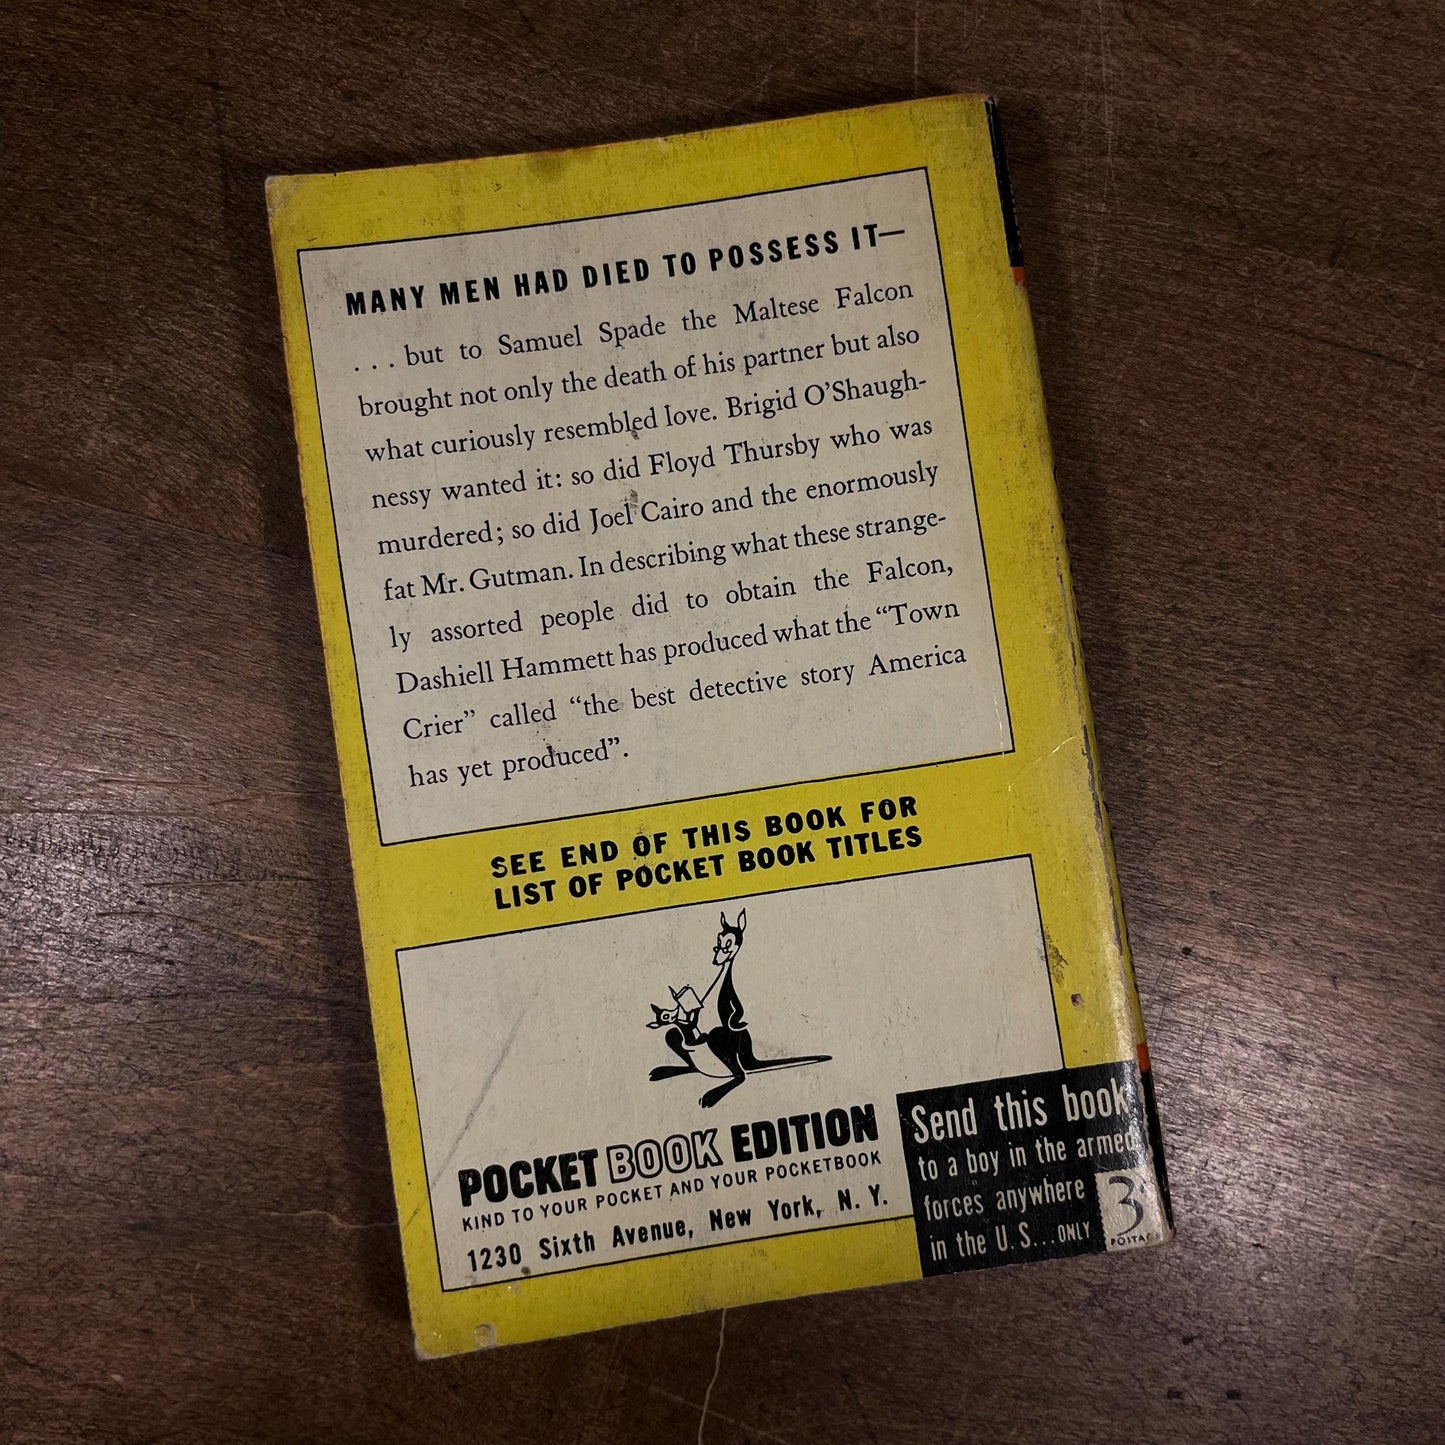 MANY MEN HAD DIED TO POSSESS IT—
. . . but to Samuel Spade the Maltese Falcon
brought not only the death of his partner but also
what curiously resembled love. Brigid O'Shaugh-
nessy wanted it: so did Floyd Thursby who was
murdered; so did Joel Cairo and the enormously
fat Mr. Gutman. In describing what these strange-
ly assorted people did to obtain the Falcon,
Dashiell Hammett has produced what the “Town
Crier” called “the best detective story America
has yet produced”.
SEE END OF THIS BOOK FOR
LIST OF POCKET BOOK TITLES
POCKET BOOK EDITION
KIND TO YOUR POCKET AND YOUR POCKETBOOK
1230 Sixth Avenue, New York, N. Y.
Send this book
to a boy in the armed
forces anywhere
in the U. S... ONLY
3